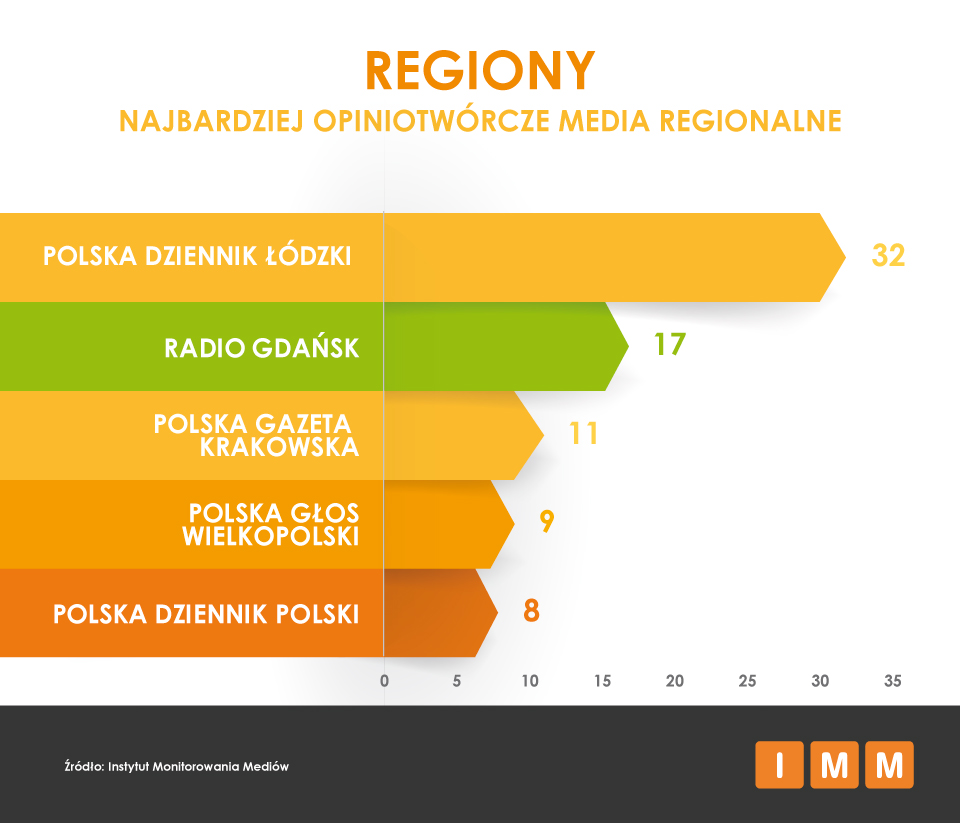 REGIONY
NAJBARDZIEJ OPINIOTWÓRCZE MEDIA REGIONALNE
POLSKA DZIENNIK ŁÓDZKI 32
RADIO GDAŃSK 17
POLSKA GAZETA
KRAKOWSKA 11
POLSKA GŁOS
WIELKOPOLSKI 9
POLSKA DZIENNIK POLSKI 8
0 5 10 15 20 25 30 35
Źródło: Instytut Monitorowania Mediów
I M M